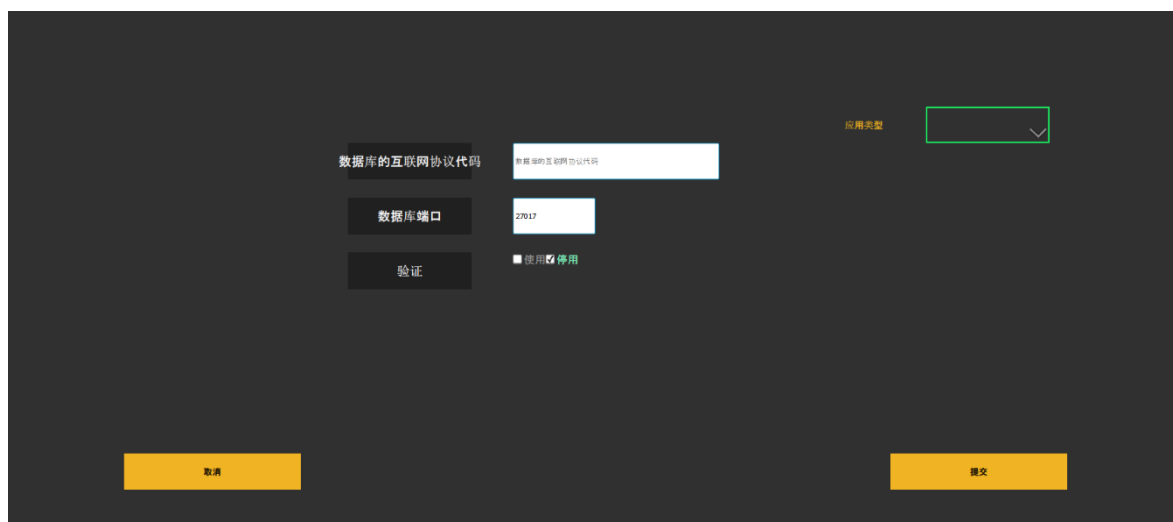 应用类型
数据库的互联网协议代码
数据库的互联网协议代码
数据库端口
27017
验证
使用 停用
取消
提交